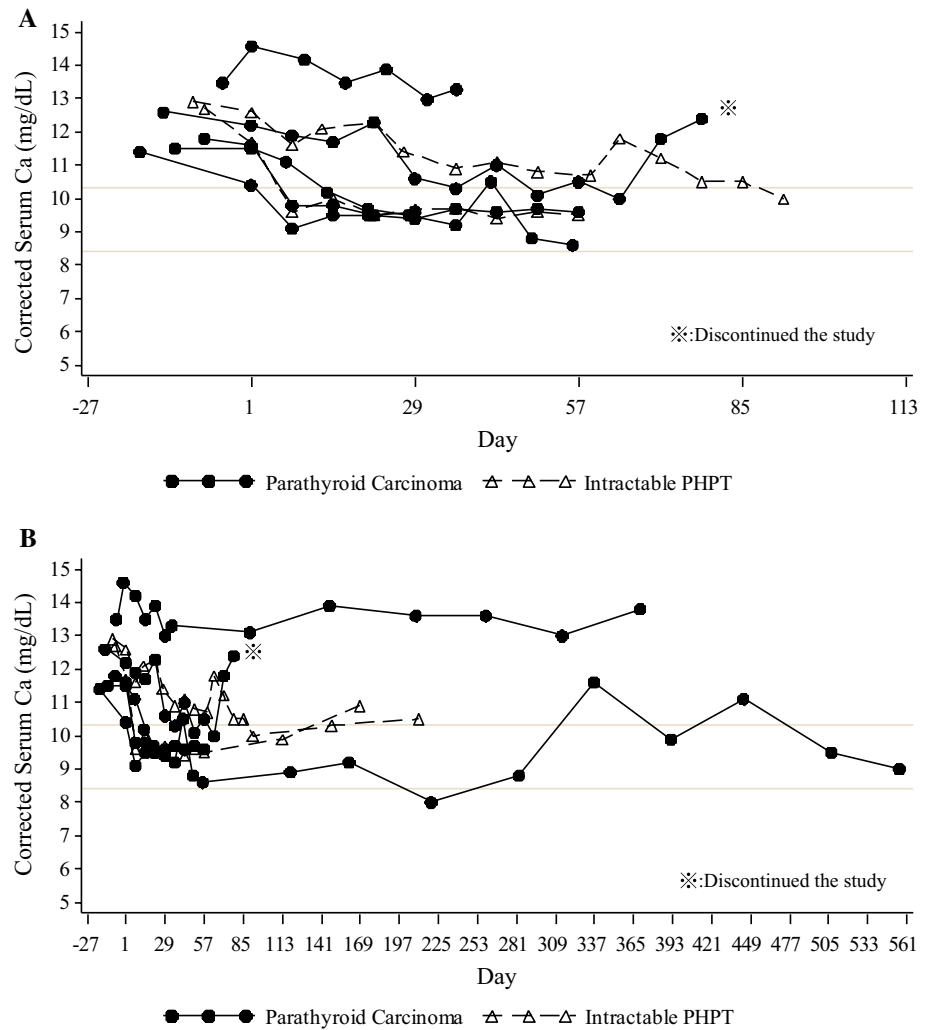 A
Corrected Serum Ca (mg/dL)
15
14
13
12
11
10
9
8
7
6
5
※:Discontinued the study
-27 1 29 57 85 113
Day
Parathyroid Carcinoma Intractable PHPT
B
Corrected Serum Ca (mg/dL)
15
14
13
12
11
10
9
8
7
6
5
※:Discontinued the study
-27 1 29 57 85 113 141 169 197 225 253 281 309 337 365 393 421 449 477 505 533 561
Day
Parathyroid Carcinoma Intractable PHPT